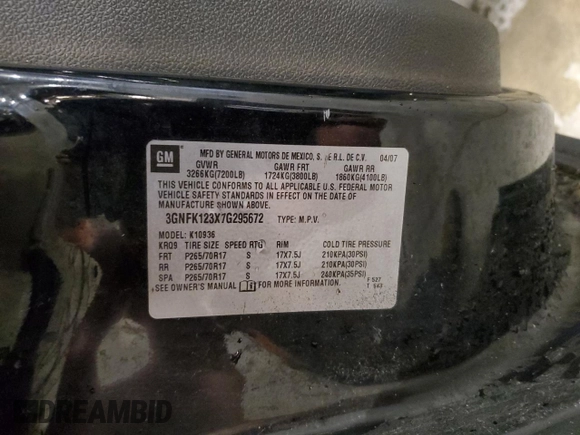 GM
MFD BY GENERAL MOTORS DE MEXICO, S. DE R.L. DE C.V. 04/07
GVWR GAWR FRT GAWR RR
3266KG(7200LB) 1724KG(3800LB) 1860KG(4100LB)
THIS VEHICLE CONFORMS TO ALL APPLICABLE U.S. FEDERAL MOTOR
VEHICLE SAFETY STANDARDS IN EFFECT ON THE DATE OF
MANUFACTURE SHOWN ABOVE.
3GNFK123X7G295672 TYPE: M.P.V.
MODEL: K10936
KRQ9 TIRE SIZE SPEED RTG RIM COLD TIRE PRESSURE
FRT P265/70R17 S 17X7.5J 210KPA(30PSI)
RR P265/70R17 S 17X7.5J 210KPA(30PSI)
SPA P265/70R17 S 17X7.5J 240KPA(35PSI)
SEE OWNER'S MANUAL FOR MORE INFORMATION.
F 527
T 543
DREAMBID